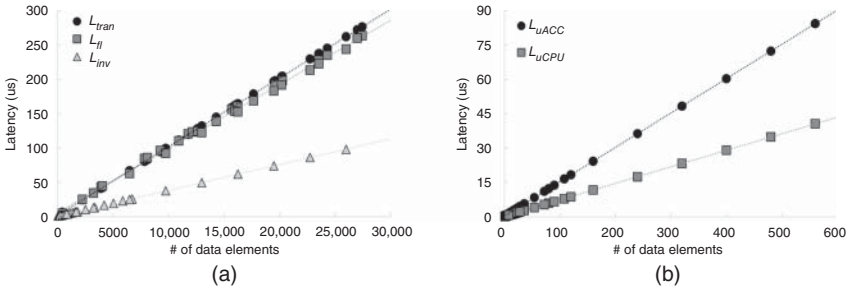 300
250
200
150
100
50
0
Latency (us)
L_tran
L_fl
L_inv
0 5000 10,000 15,000 20,000 25,000 30,000
# of data elements
(a)
90
75
60
45
30
15
0
Latency (us)
L_uACC
L_uCPU
0 100 200 300 400 500 600
# of data elements
(b)